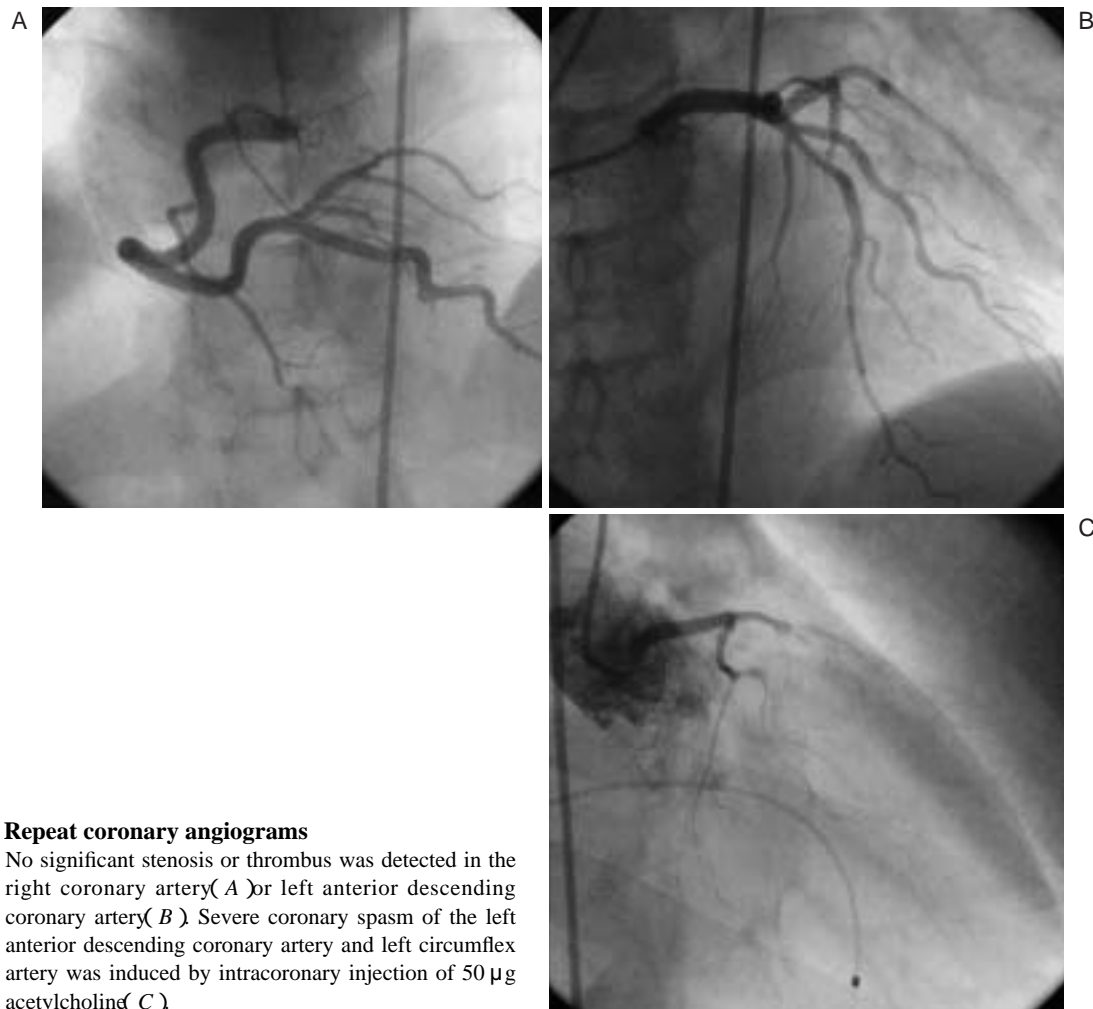 A
B
C
Repeat coronary angiograms
No significant stenosis or thrombus was detected in the
right coronary artery( A )or left anterior descending
coronary artery( B ). Severe coronary spasm of the left
anterior descending coronary artery and left circumflex
artery was induced by intracoronary injection of 50 μg
acetylcholine( C ).